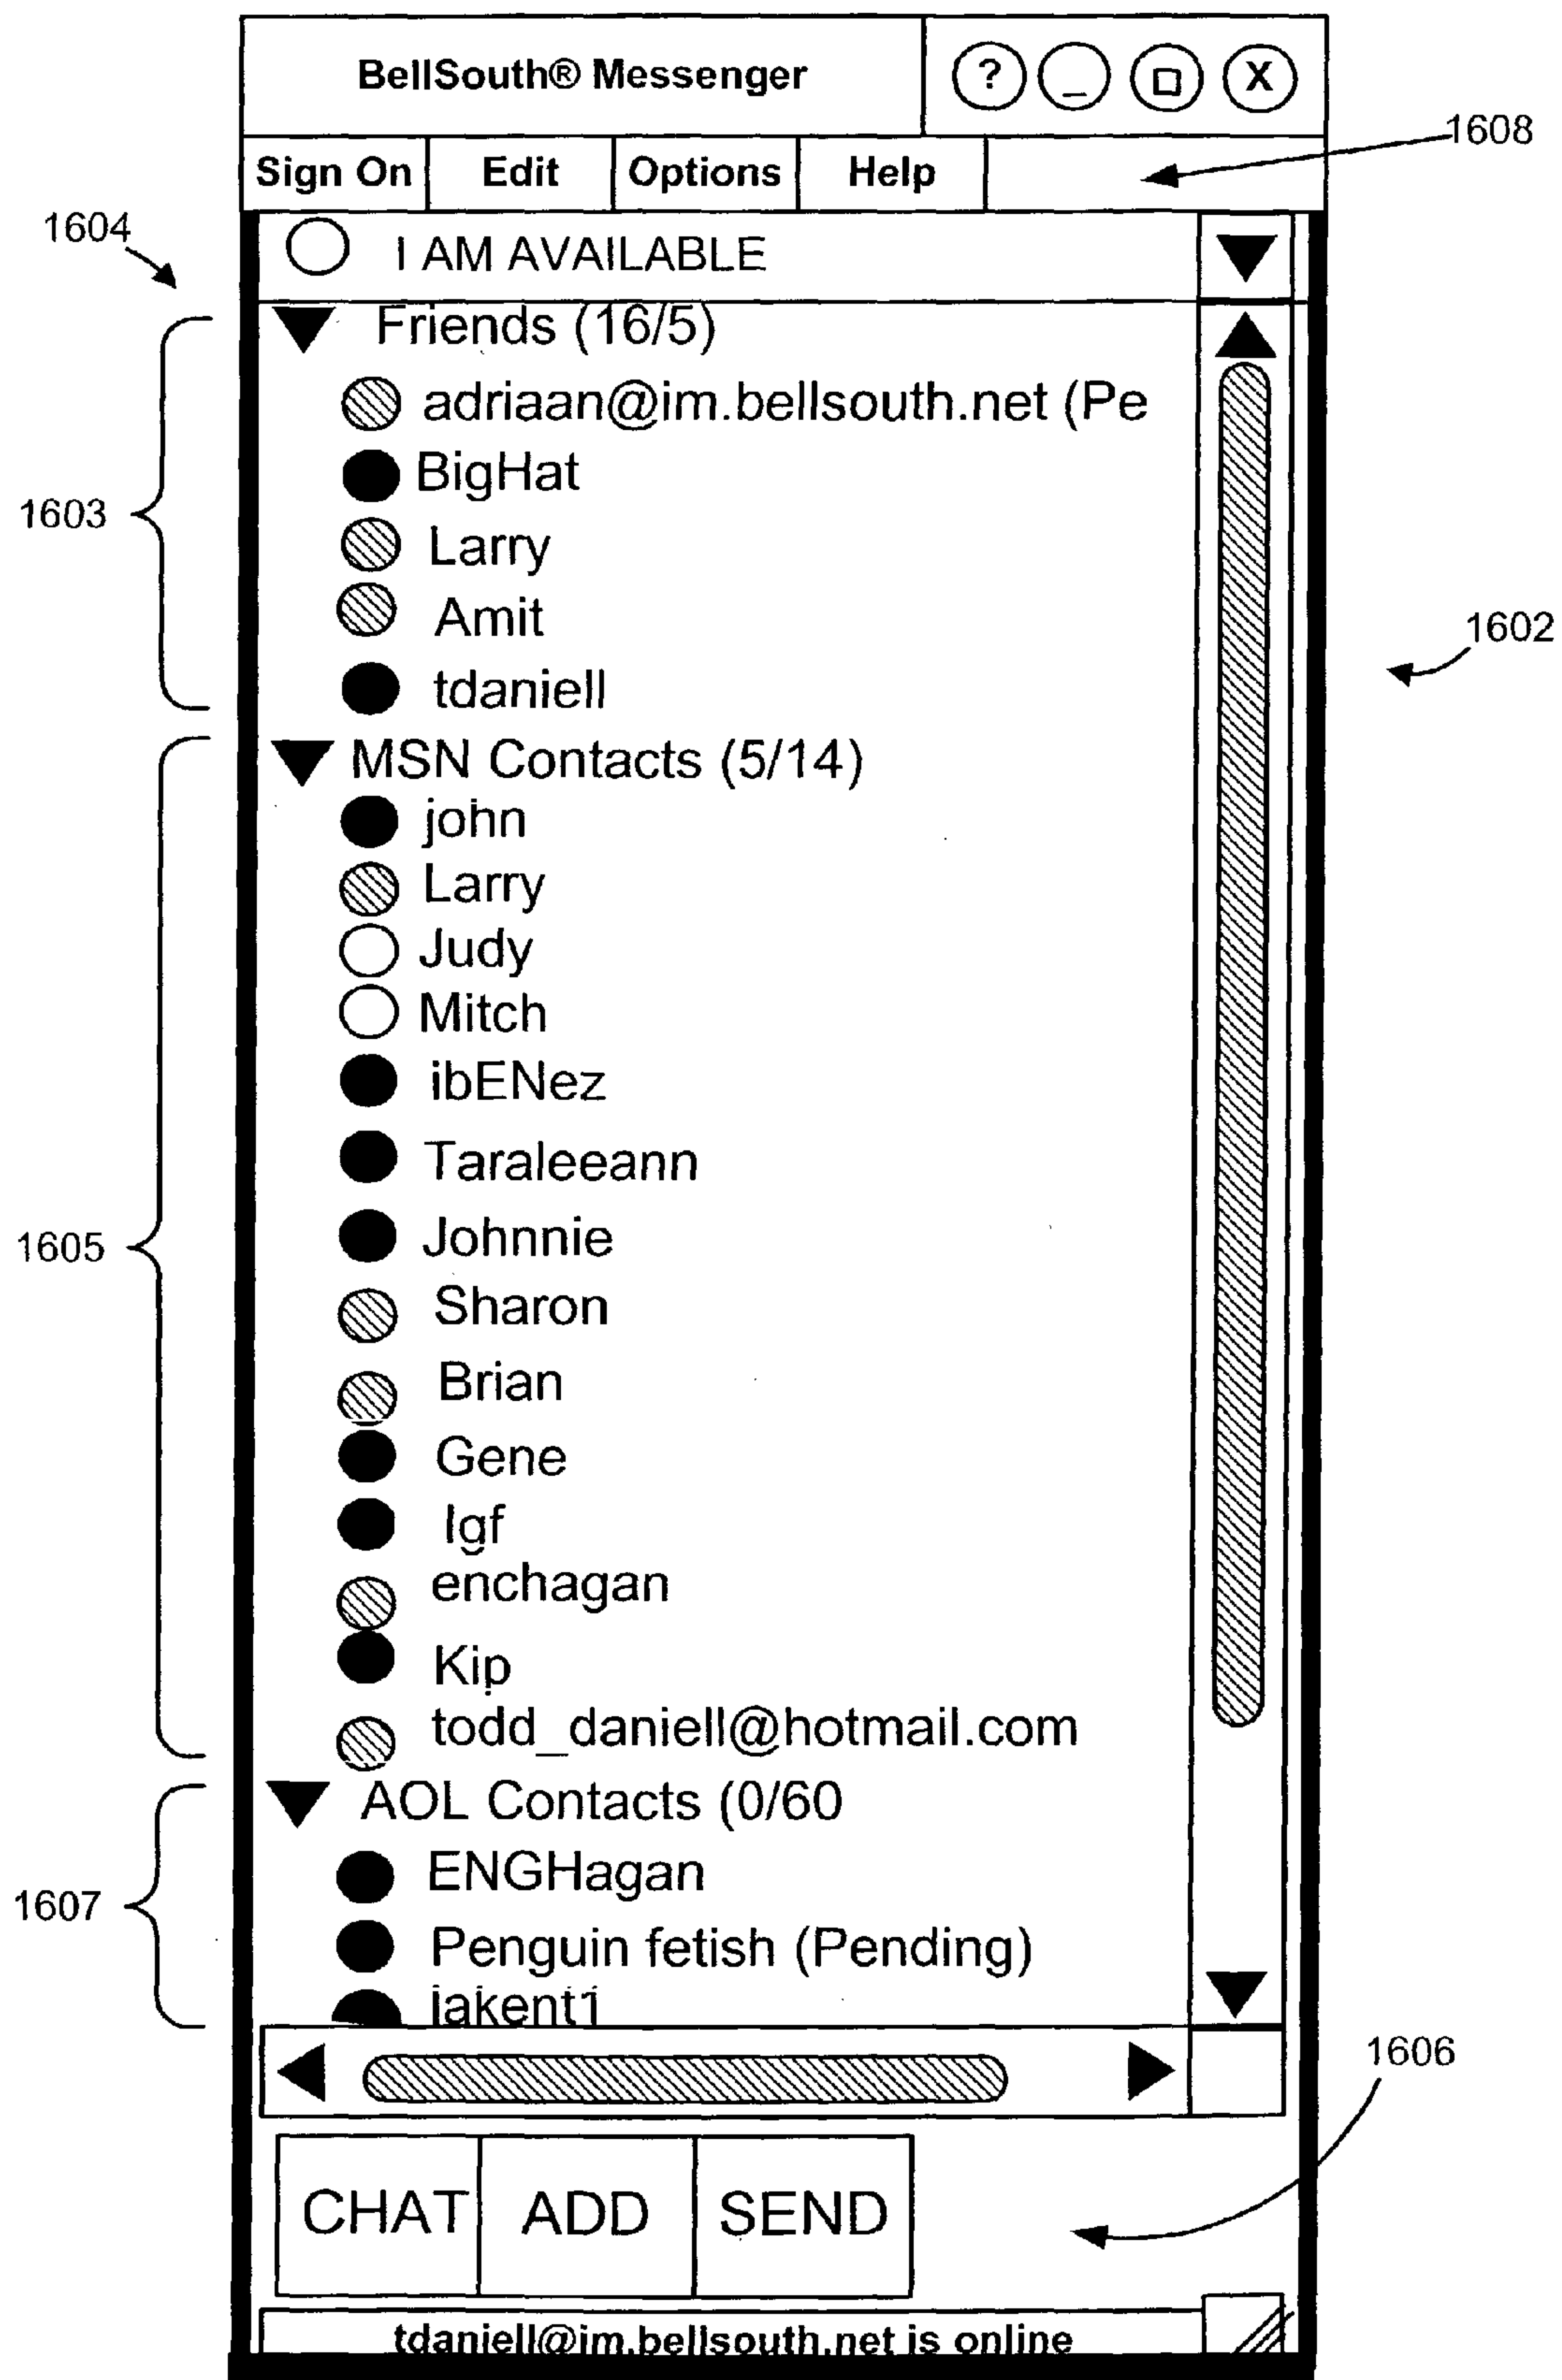 BellSouth® Messenger ? _ X
1608
Sign On Edit Options Help
1604
I AM AVAILABLE
Friends (16/5)
adriaan@im.bellsouth.net (Pe
BigHat
1603
Larry
Amit
1602
tdaniell
MSN Contacts (5/14)
john
Larry
Judy
Mitch
ibENez
Taraleeann
1605
Johnnie
Sharon
Brian
Gene
lgf
enchagan
Kip
todd_daniell@hotmail.com
AOL Contacts (0/60
ENGHagan
1607
Penguin fetish (Pending)
jakent1
1606
CHAT ADD SEND
tdaniell@im.bellsouth.net is online